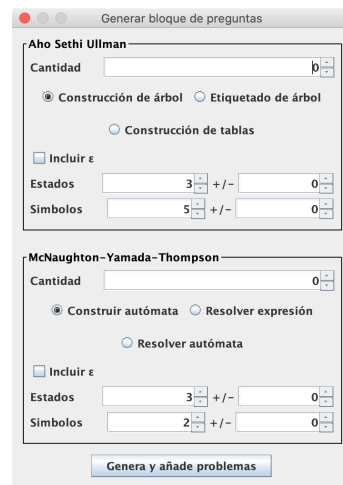 Generar bloque de preguntas
Aho Sethi Ullman
Cantidad 0
Construcción de árbol Etiquetado de árbol
Construcción de tablas
Incluir ε
Estados 3 +/- 0
Simbolos 5 +/- 0
McNaughton-Yamada-Thompson
Cantidad 0
Construir autómata Resolver expresión
Resolver autómata
Incluir ε
Estados 3 +/- 0
Simbolos 2 +/- 0
Genera y añade problemas